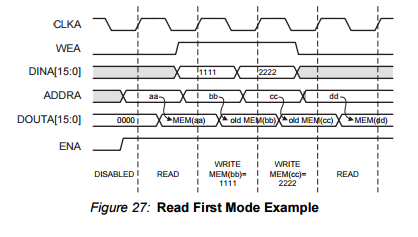 CLKA
WEA
DINA[15:0] 1111 2222
ADDRA aa bb cc dd
DOUTA[15:0] 0000 MEM(aa) old MEM(bb) old MEM(cc) MEM(dd)
ENA
DISABLED READ WRITE MEM(bb)= 1111 WRITE MEM(cc)= 2222 READ
Figure 27: Read First Mode Example